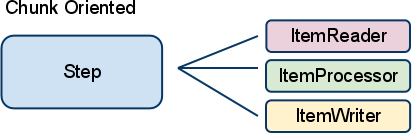 Chunk Oriented
Step
ItemReader
ItemProcessor
ItemWriter